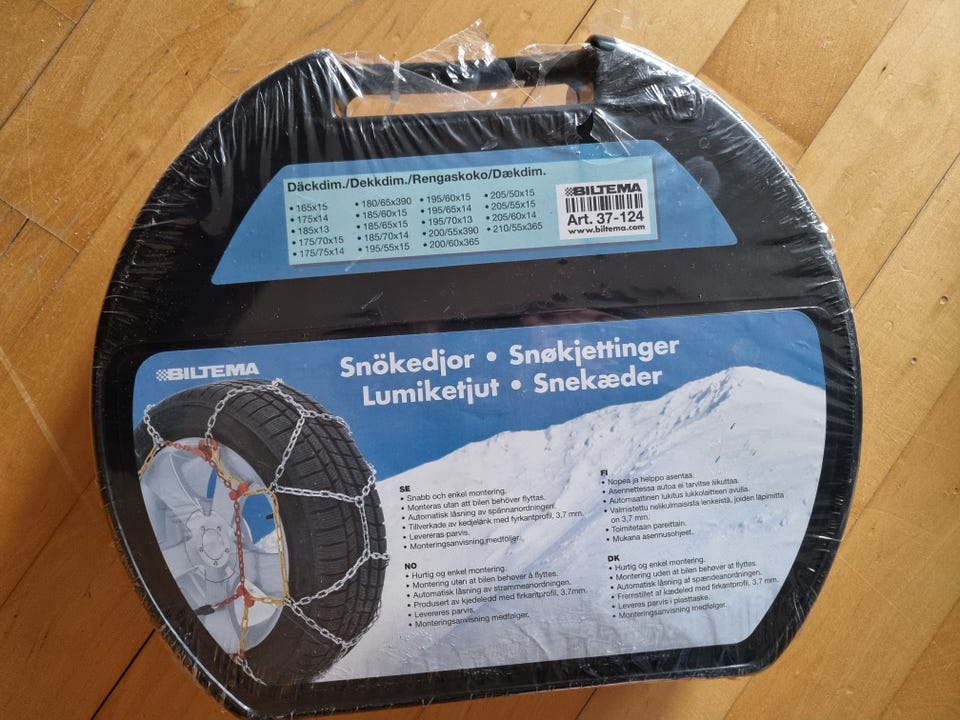 Däckdim./Dekkdim./Rengaskoko/Dækdim.
• 165x15
• 175x14
• 185x13
• 175/70x15
• 175/75x14
• 180/65x390
• 185/60x15
• 185/65x15
• 185/70x14
• 195/55x15
• 195/60x15
• 195/65x14
• 195/70x13
• 200/55x390
• 200/60x365
• 205/50x15
• 205/55x15
• 205/60x14
• 210/55x365
BILTEMA
Art. 37-124
www.biltema.com
BILTEMA
Snökedjor • Snøkjettinger
Lumiketjut • Snekæder
SE
• Snabb och enkel montering.
• Monteras utan att bilen behöver flyttas.
• Automatisk låsning av spännanordningen.
• Tillverkade av kedjelänk med fyrkantprofil, 3,7 mm.
• Levereras parvis.
• Monteringsanvisning medföljer.
NO
• Hurtig og enkel montering.
• Montering uten at bilen behøver å flyttes.
• Automatisk låsning av strammeanordningen.
• Produsert av kjedeledd med firkantprofil, 3,7mm.
• Levereres parvis.
• Monteringsanvisning medfølger.
FI
• Nopea ja helppo asentaa.
• Asennettessa autoa ei tarvitse liikuttaa.
• Automaattinen lukitus lukkolaitteen avulla.
• Valmistettu nelikulmaisista lenkeistä, joiden läpimitta
on 3,7 mm.
• Toimitetaan pareittain.
• Mukana asennusohjeet.
DK
• Hurtig og enkel montering.
• Montering uden at bilen behøver at flyttes.
• Automatisk låsning af spændeanordningen.
• Fremstillet af kædeled med firkantprofil, 3,7 mm.
• Leveres parvis i plasttaske.
• Monteringsanvisning medfølger.